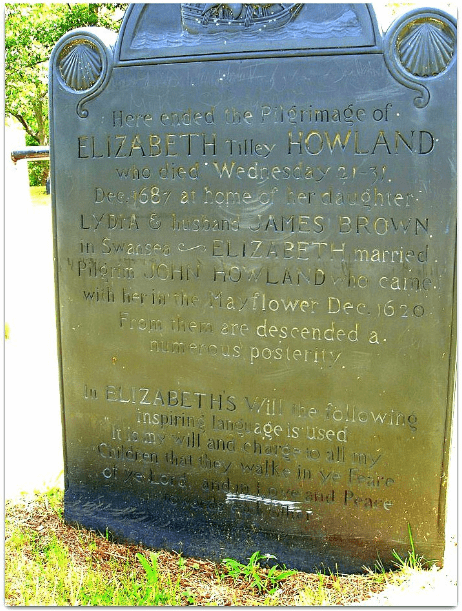 Here ended the Pilgrimage of
ELIZABETH Tilley HOWLAND
who died Wednesday 21-31.
Dec. 1687 at home of her daughter
LYDIA & husband JAMES BROWN,
in Swansea ~ ELIZABETH married
Pilgrim JOHN HOWLAND who came
with her in the Mayflower Dec. 1620
From them are descended a
numerous posterity.
In ELIZABETH'S Will the following
inspiring language is used
It is my will and charge to all my
Children that they walke in ye Feare
of ye Lord, and in Love and Peace